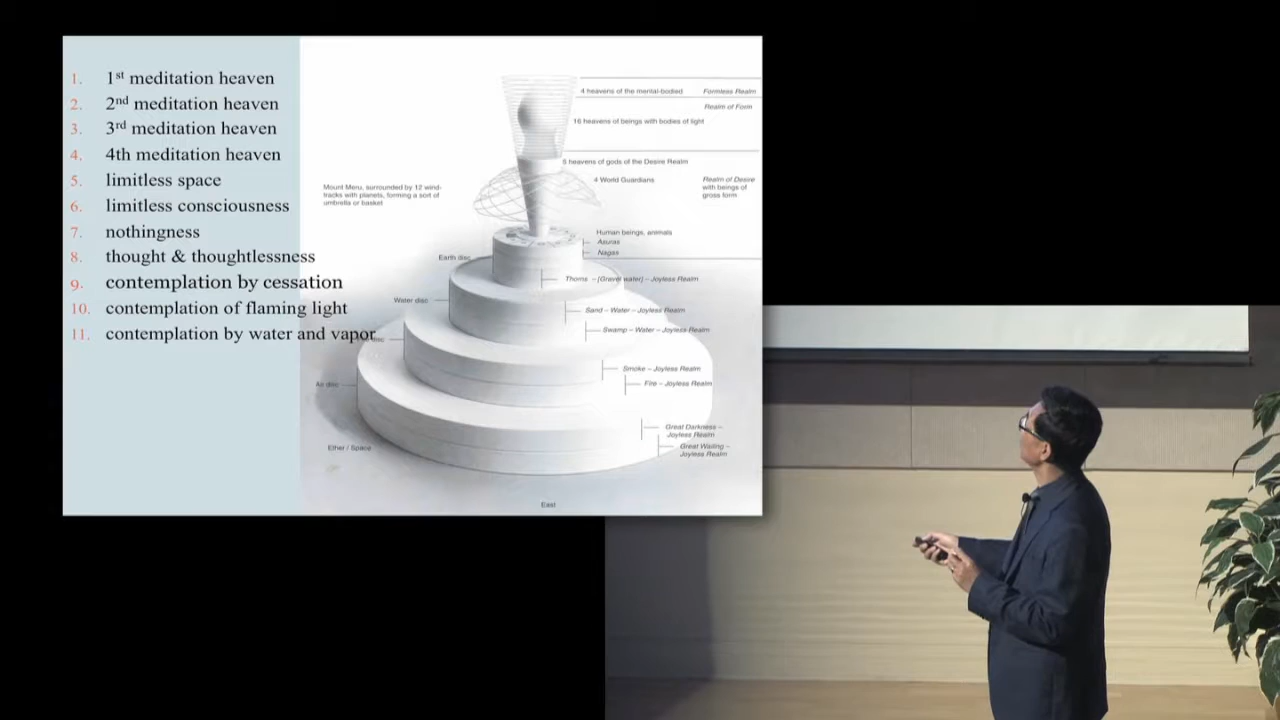 1. 1st meditation heaven
2. 2nd meditation heaven
3. 3rd meditation heaven
4. 4th meditation heaven
5. limitless space
6. limitless consciousness
7. nothingness
8. thought & thoughtlessness
9. contemplation by cessation
10. contemplation of flaming light
11. contemplation by water and vapor
4 heavens of the mental-bodied
Formless Realm
Realm of Form
16 heavens of beings with bodies of light
6 heavens of gods of the Desire Realm
4 World Guardians
Realm of Desire
with beings of
gross form
Mount Meru, surrounded by 12 wind-
tracks with planets, forming a sort of
umbrella or basket
Human beings, animals
Asuras
Nagas
Earth disc
Thorns – (Gravel water) – Joyless Realm
Water disc
Sand – Water – Joyless Realm
Swamp – Water – Joyless Realm
disc
Smoke – Joyless Realm
Air disc
Fire – Joyless Realm
Great Darkness –
Joyless Realm
Ether / Space
Great Wailing –
Joyless Realm
East